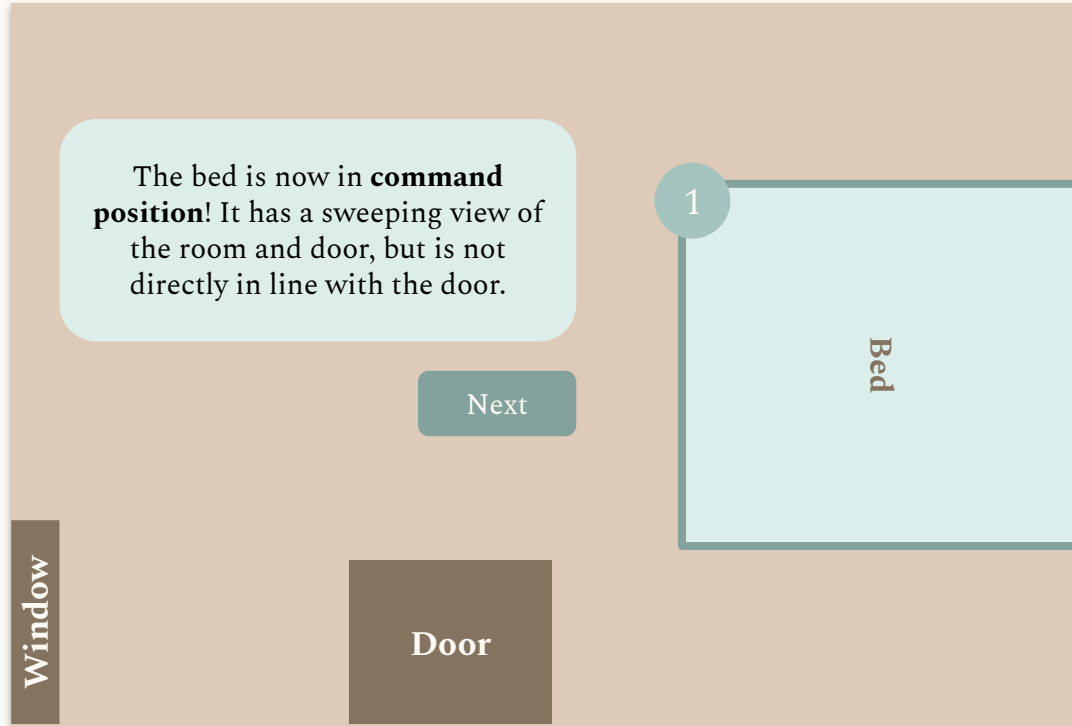 The bed is now in command
position! It has a sweeping view of
the room and door, but is not
directly in line with the door.
1
Bed
Next
Window
Door